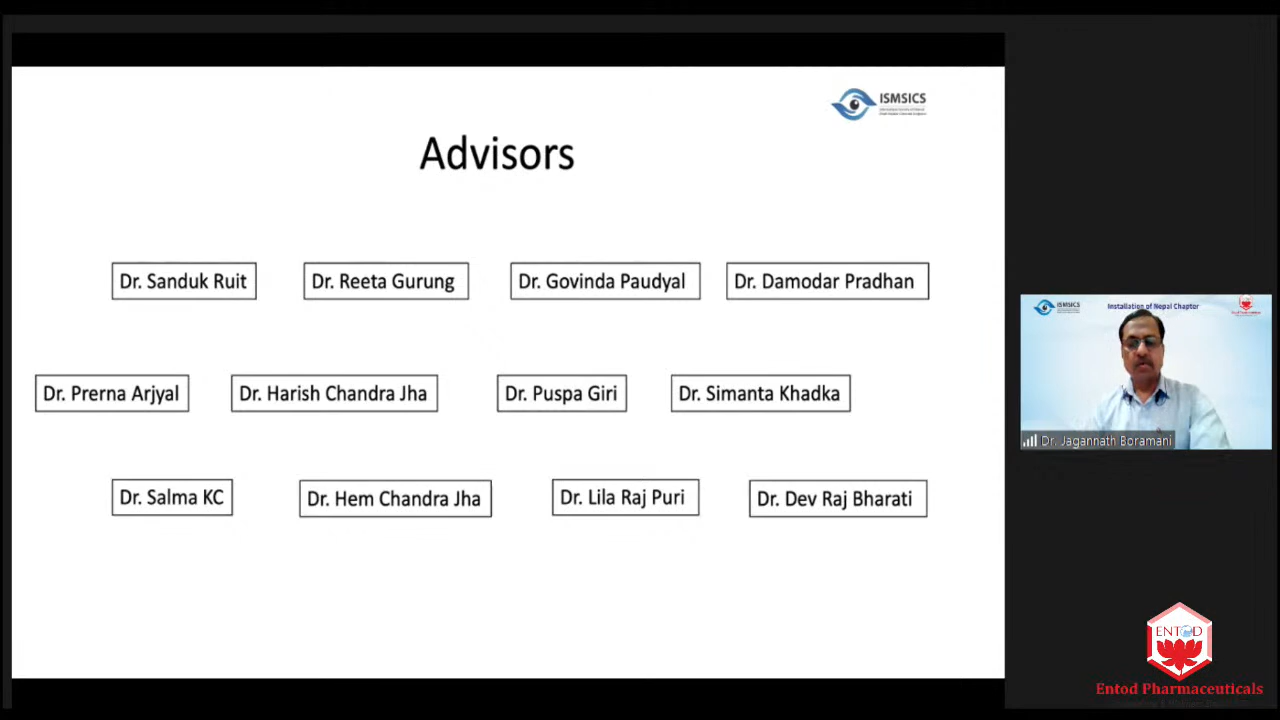 ISMSICS
Advisors
Dr. Sanduk Ruit
Dr. Reeta Gurung
Dr. Govinda Paudyal
Dr. Damodar Pradhan
Dr. Prerna Arjyal
Dr. Harish Chandra Jha
Dr. Puspa Giri
Dr. Simanta Khadka
Dr. Salma KC
Dr. Hem Chandra Jha
Dr. Lila Raj Puri
Dr. Dev Raj Bharati
ISMSICS
Installation of Nepal Chapter
Dr. Jagannath Boramani
ENTOD
Entod Pharmaceuticals